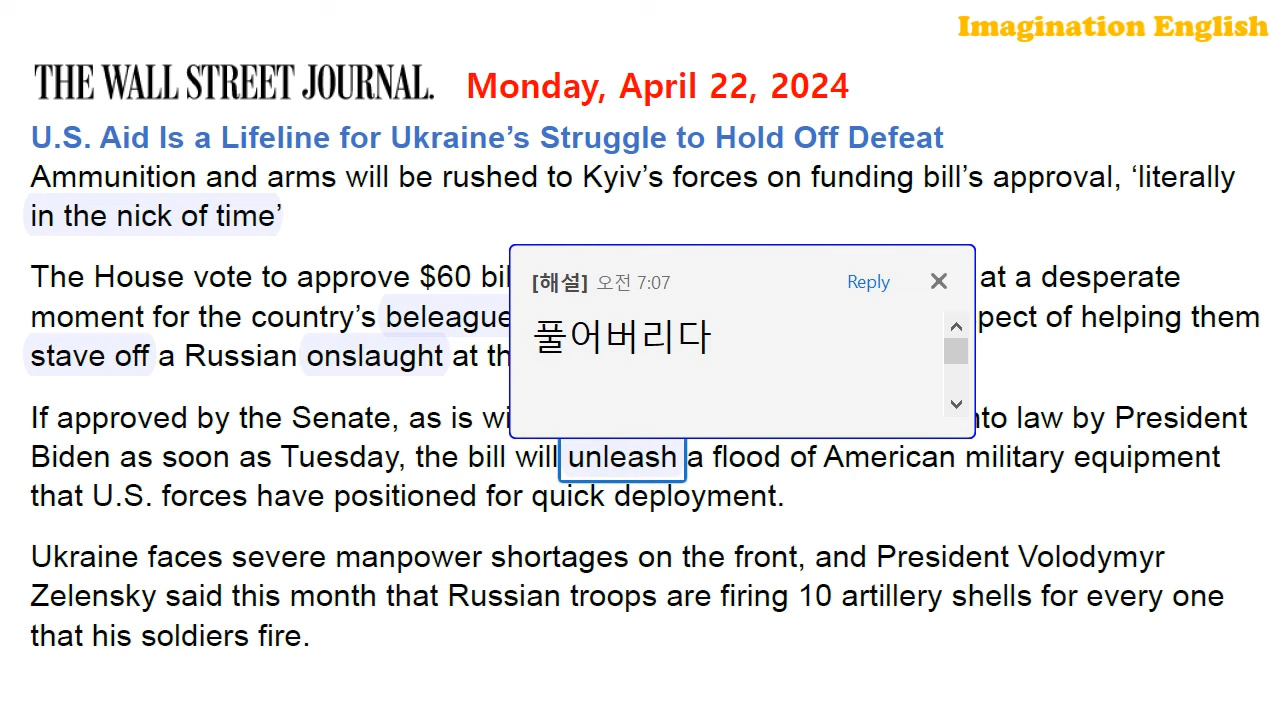 Imagination English
THE WALL STREET JOURNAL. Monday, April 22, 2024
U.S. Aid Is a Lifeline for Ukraine’s Struggle to Hold Off Defeat
Ammunition and arms will be rushed to Kyiv’s forces on funding bill’s approval, ‘literally
in the nick of time’
The House vote to approve $60 at a desperate
moment for the country’s of helping them
stave off a Russian onslaught at
[해설] 오전 7:07 Reply
풀어버리다
If approved by the Senate, as is law by President
Biden as soon as Tuesday, the bill will unleash a flood of American military equipment
that U.S. forces have positioned for quick deployment.
Ukraine faces severe manpower shortages on the front, and President Volodymyr
Zelensky said this month that Russian troops are firing 10 artillery shells for every one
that his soldiers fire.